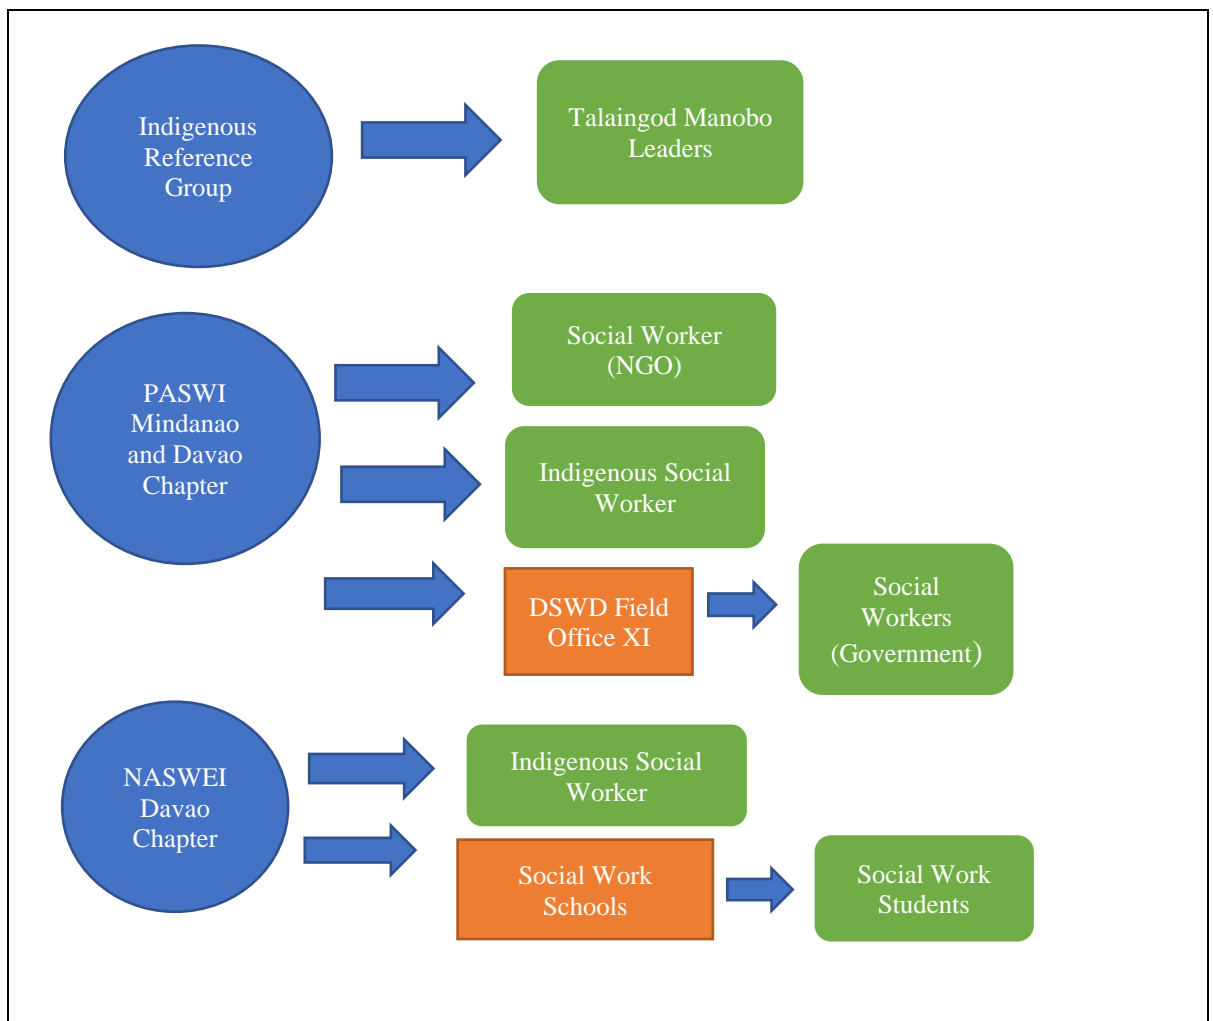 Indigenous
Reference
Group
Talaingod Manobo
Leaders
PASWI
Mindanao
and Davao
Chapter
Social Worker
(NGO)
Indigenous Social
Worker
DSWD Field
Office XI
Social
Workers
(Government)
NASWEI
Davao
Chapter
Indigenous Social
Worker
Social Work
Schools
Social Work
Students